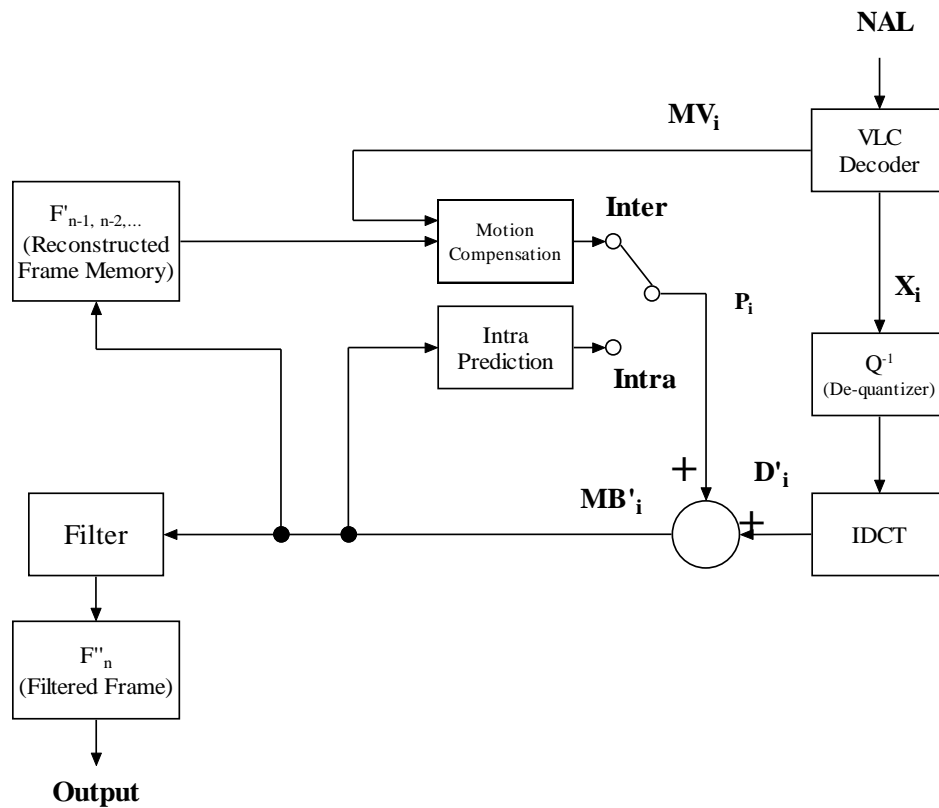 NAL
MVi
VLC
Decoder
F'n-1, n-2,...
(Reconstructed
Frame Memory)
Motion
Compensation
Inter
Pi
Xi
Intra
Prediction
Intra
Q-1
(De-quantizer)
+
D'i
MB'i
+
Filter
IDCT
F''n
(Filtered Frame)
Output